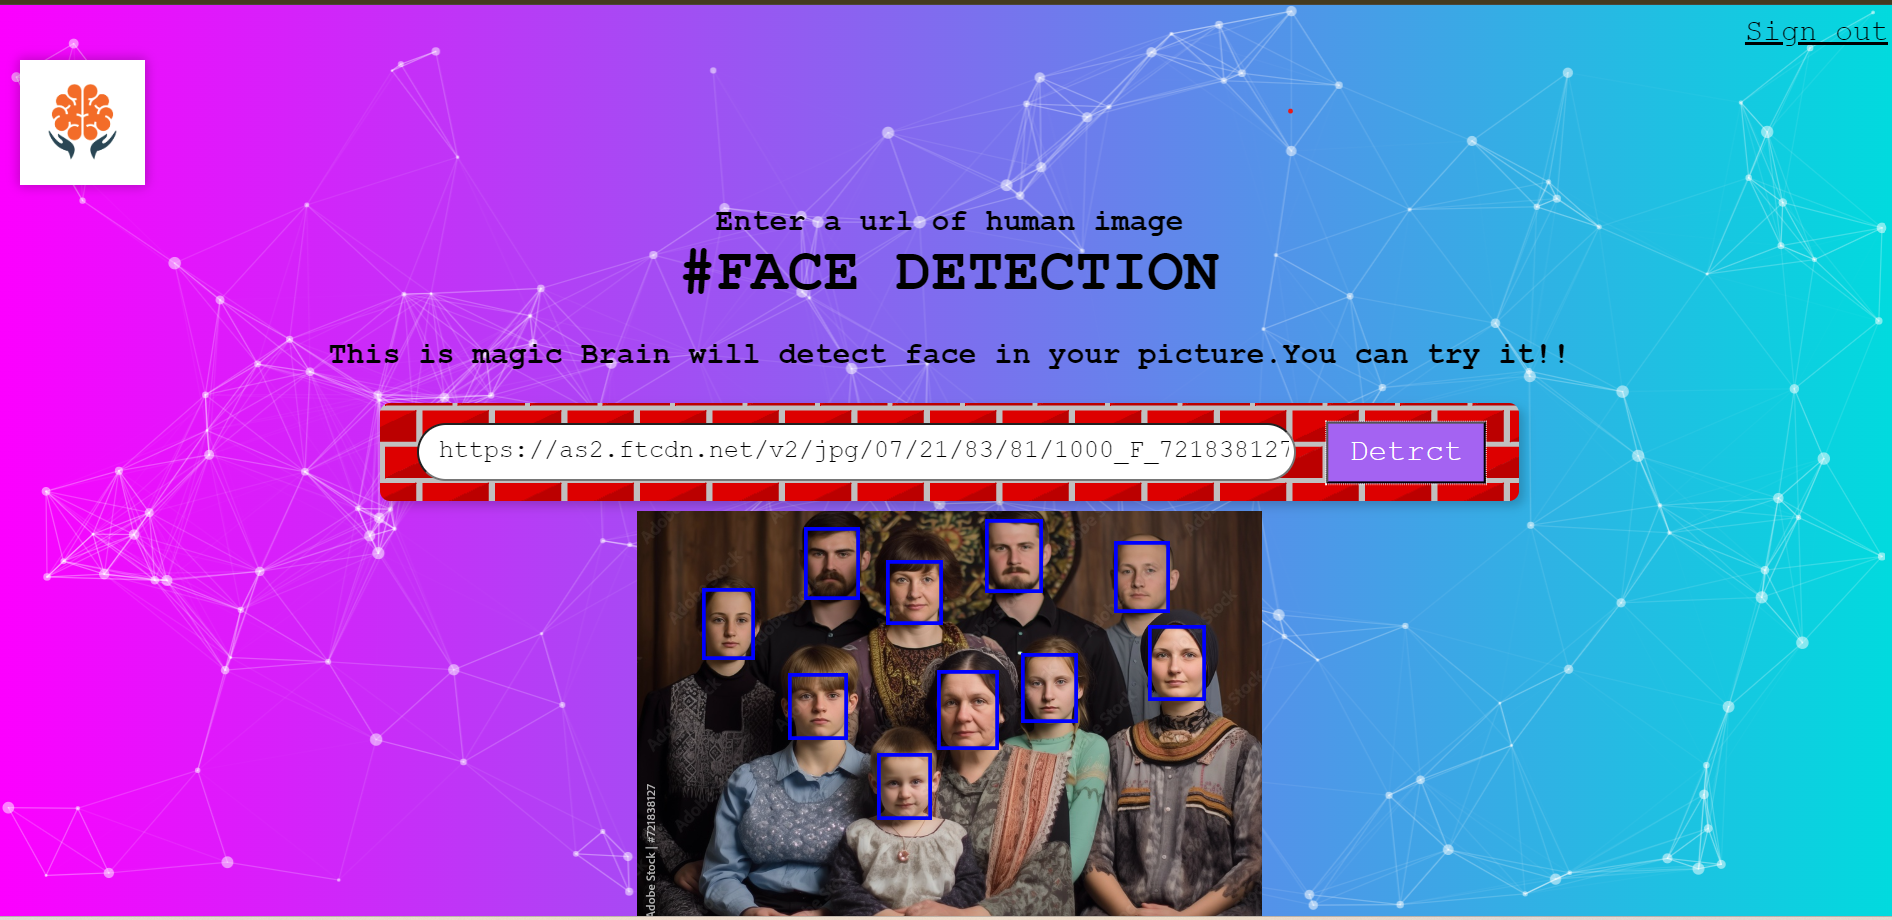 Sign out
Enter a url of human image
#FACE DETECTION
This is magic Brain will detect face in your picture.You can try it!!
https://as2.ftcdn.net/v2/jpg/07/21/83/81/1000_F_721838127
Detrct
Adobe Stock | #721838127